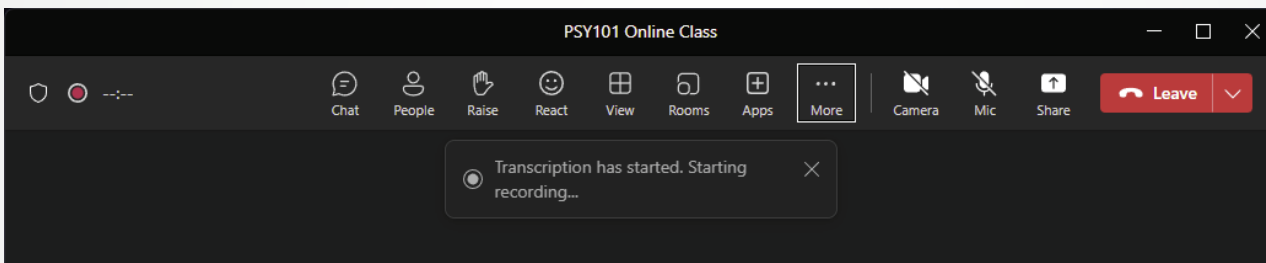 PSY101 Online Class
--:--
Chat People Raise React View Rooms Apps More Camera Mic Share Leave
Transcription has started. Starting
recording...